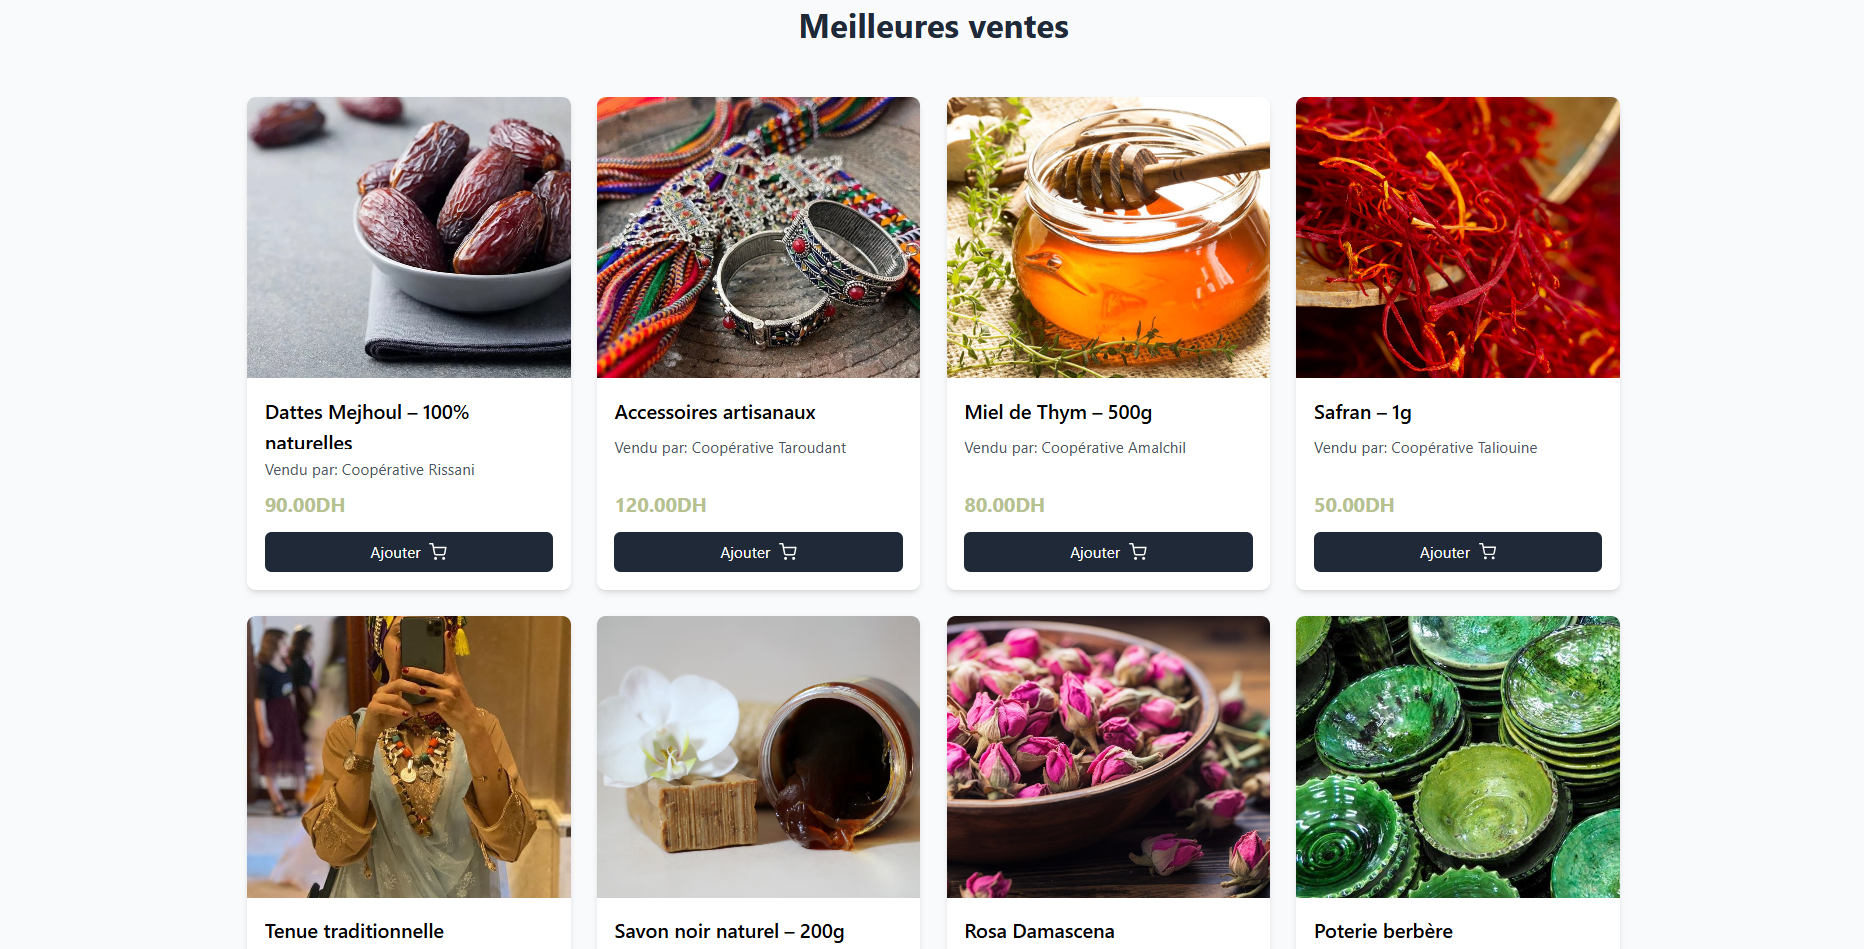 Meilleures ventes
Dattes Mejhoul – 100%
naturelles
Vendu par: Coopérative Rissani
90.00DH
Ajouter
Accessoires artisanaux
Vendu par: Coopérative Taroudant
120.00DH
Ajouter
Miel de Thym – 500g
Vendu par: Coopérative Amalchil
80.00DH
Ajouter
Safran – 1g
Vendu par: Coopérative Taliouine
50.00DH
Ajouter
Tenue traditionnelle
Savon noir naturel – 200g
Rosa Damascena
Poterie berbère